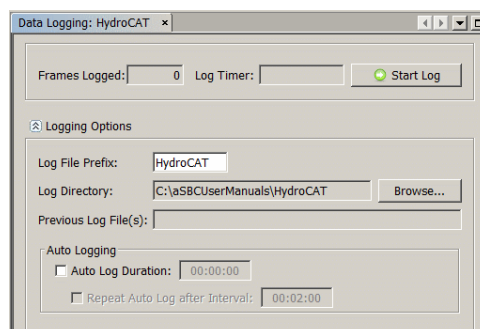 Data Logging: HydroCAT ×
Frames Logged: 0 Log Timer: Start Log
Logging Options
Log File Prefix: HydroCAT
Log Directory: C:\aSBCUserManuals\HydroCAT Browse...
Previous Log File(s):
Auto Logging
Auto Log Duration: 00:00:00
Repeat Auto Log after Interval: 00:02:00